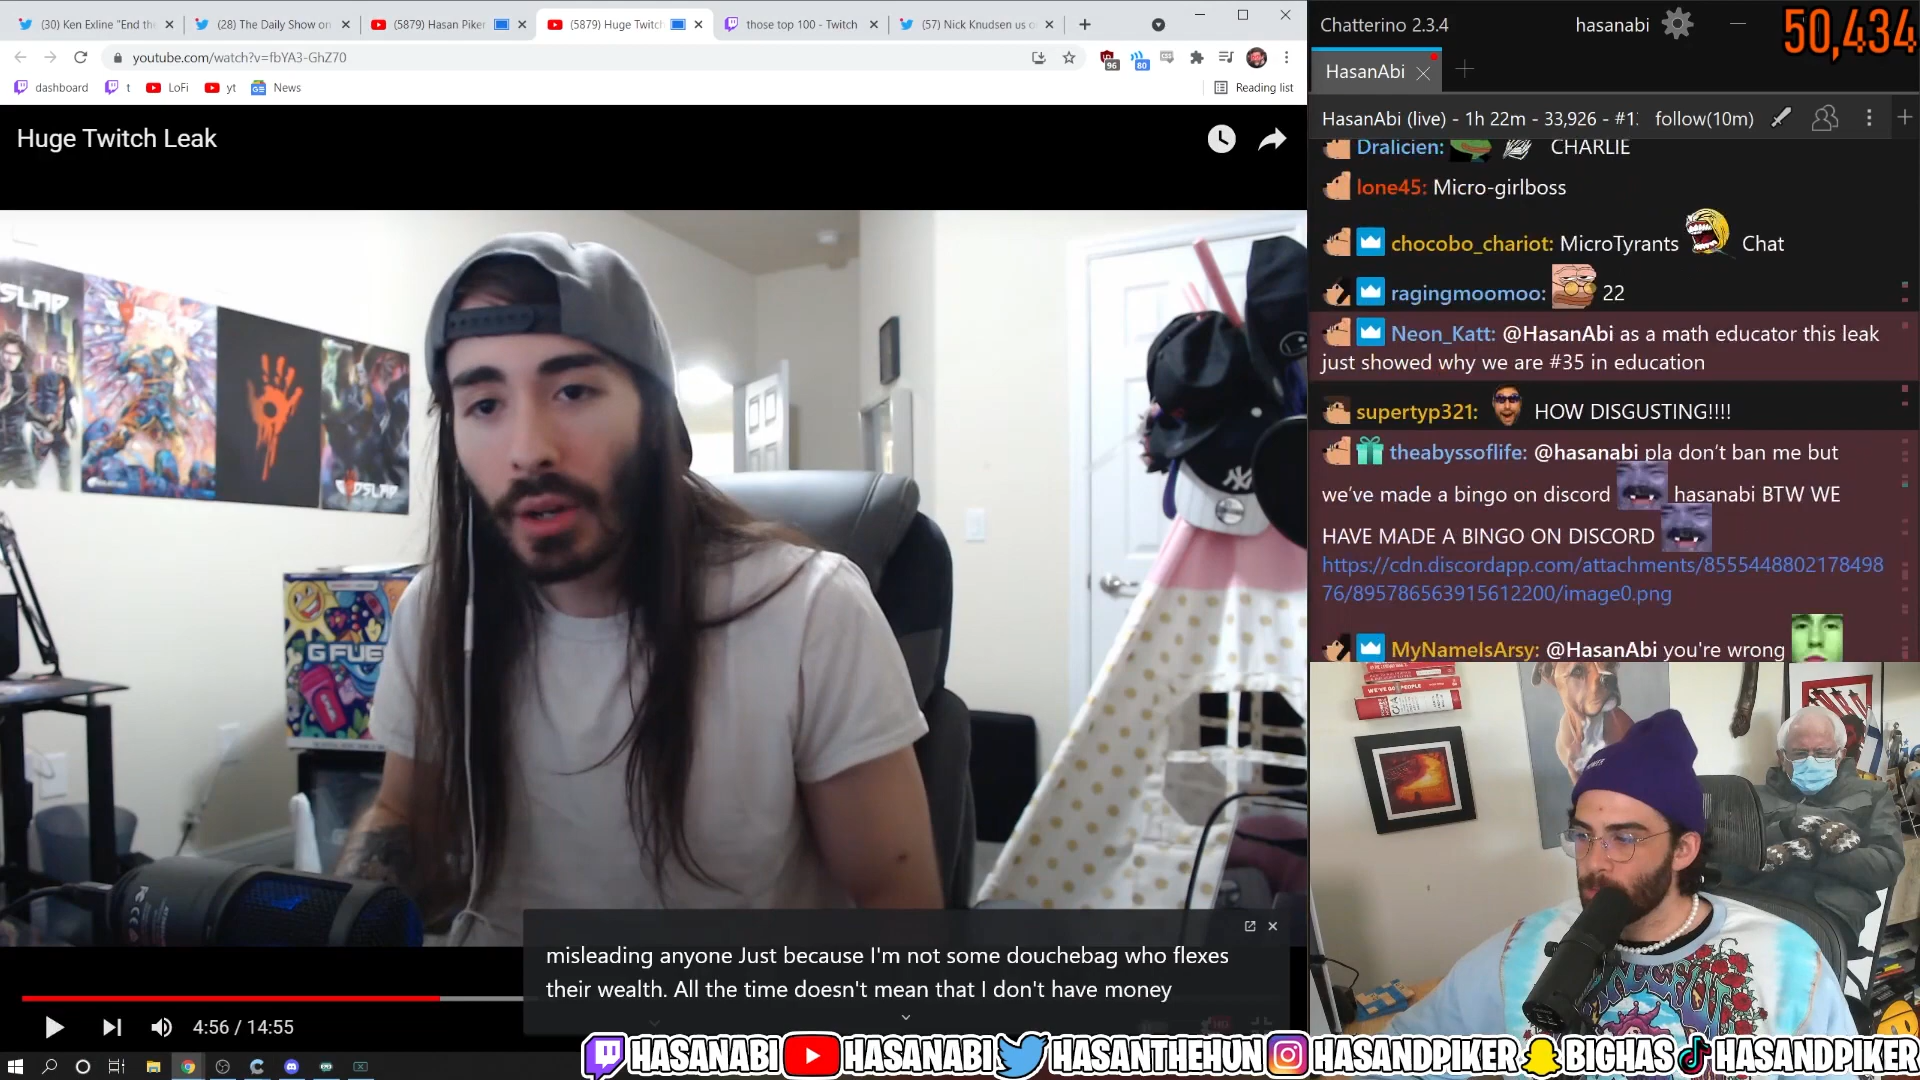 (30) Ken Exline "End the
(28) The Daily Show on
(5879) Hasan Piker
(5879) Huge Twitch
those top 100 - Twitch
(57) Nick Knudsen us o
youtube.com/watch?v=fbYA3-GhZ70
96
80
dashboard
t
LoFi
yt
News
Reading list
Huge Twitch Leak
G FUEL
misleading anyone Just because I'm not some douchebag who flexes
their wealth. All the time doesn't mean that I don't have money
4:56 / 14:55
Chatterino 2.3.4
hasanabi
50,434
HasanAbi
HasanAbi (live) - 1h 22m - 33,926 - #1
follow(10m)
Dralicien: CHARLIE
lone45: Micro-girlboss
chocobo_chariot: MicroTyrants Chat
ragingmoomoo: 22
Neon_Katt: @HasanAbi as a math educator this leak
just showed why we are #35 in education
supertyp321: HOW DISGUSTING!!!!
theabyssoflife: @hasanabi pla don't ban me but
we've made a bingo on discord hasanabi BTW WE
HAVE MADE A BINGO ON DISCORD
https://cdn.discordapp.com/attachments/8555448802178498
76/895786563915612200/image0.png
MyNameIsArsy: @HasanAbi you're wrong
HASANABI HASANABI HASANTHEHUN HASANDPIKER BIGHAS HASANDPIKER